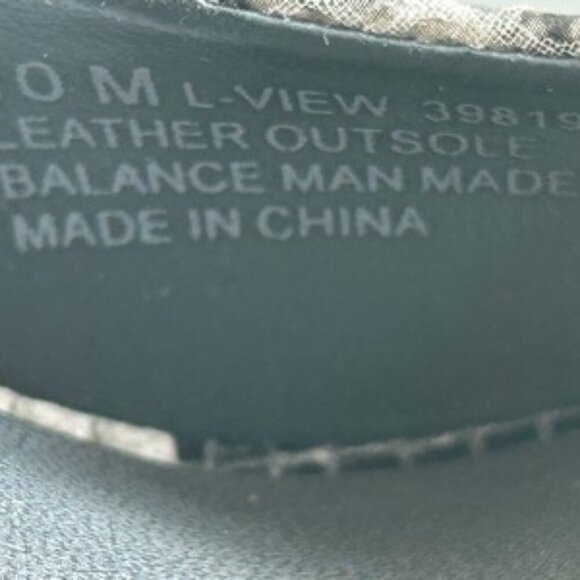 0 M L-VIEW 39819
LEATHER OUTSOLE
BALANCE MAN MADE
MADE IN CHINA